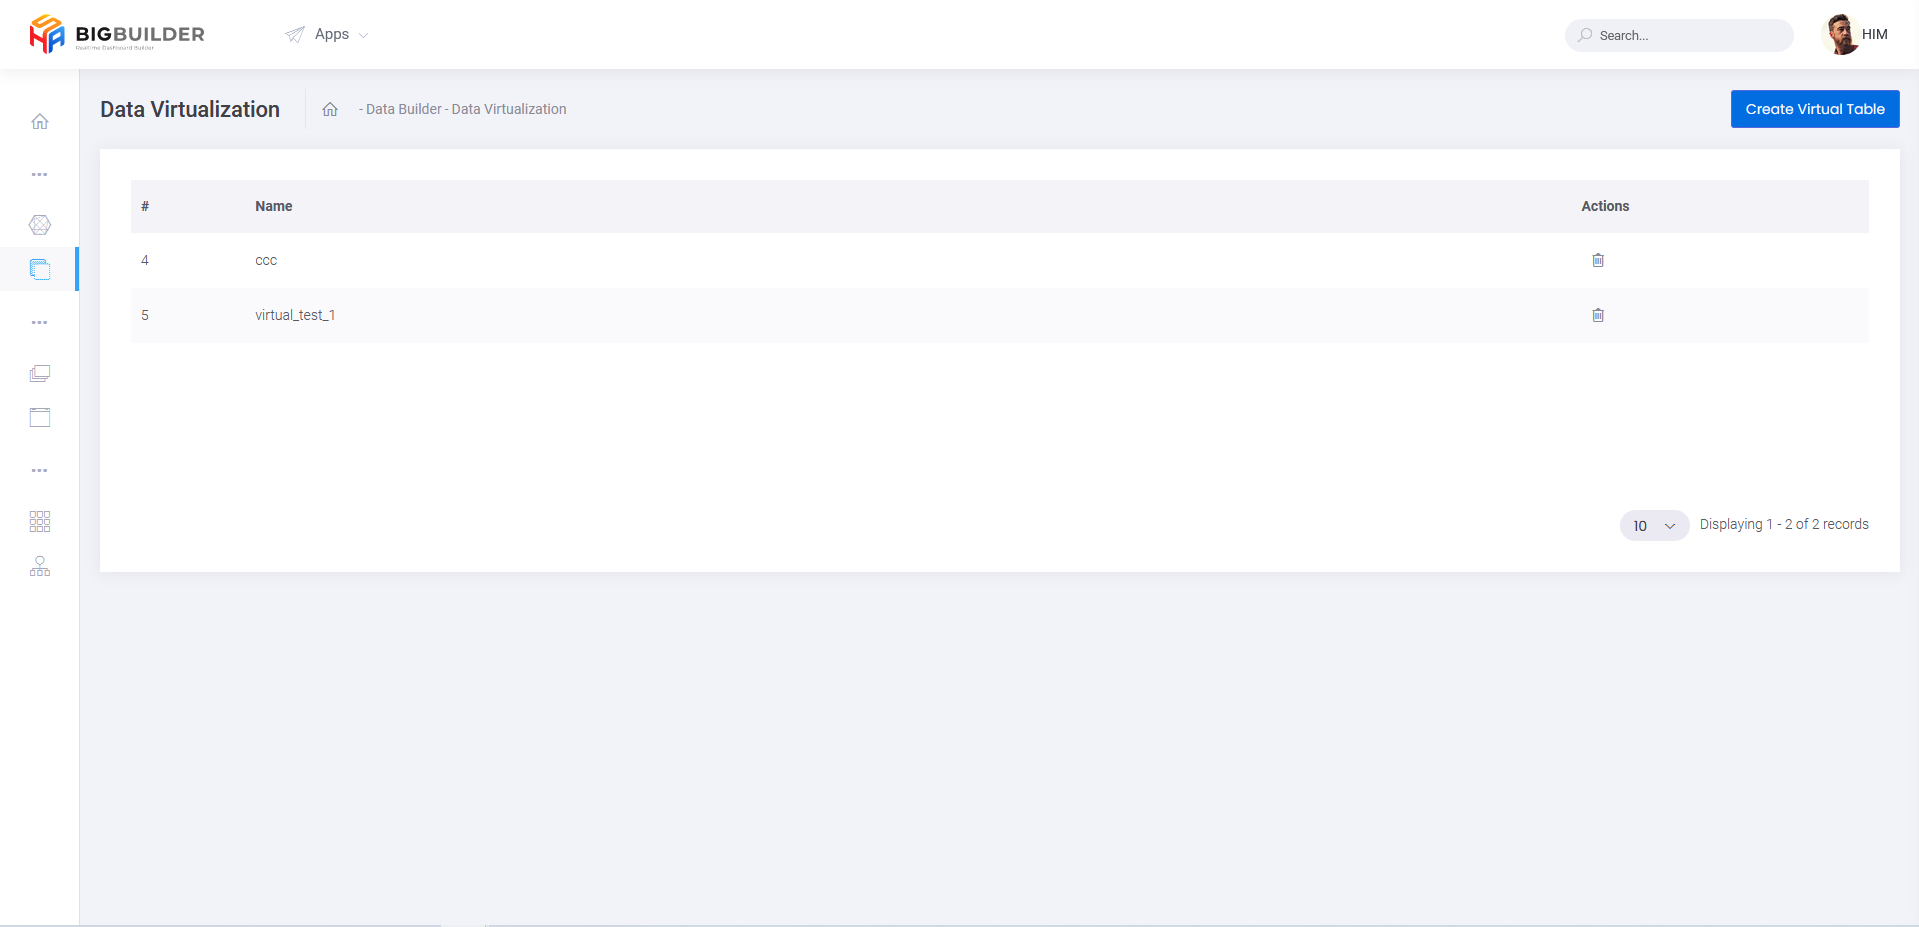 BIGBUILDER
Realtime Dashboard Builder
Apps
Search...
HIM
Data Virtualization
- Data Builder - Data Virtualization
Create Virtual Table
# Name Actions
4 ccc
5 virtual_test_1
10 Displaying 1 - 2 of 2 records